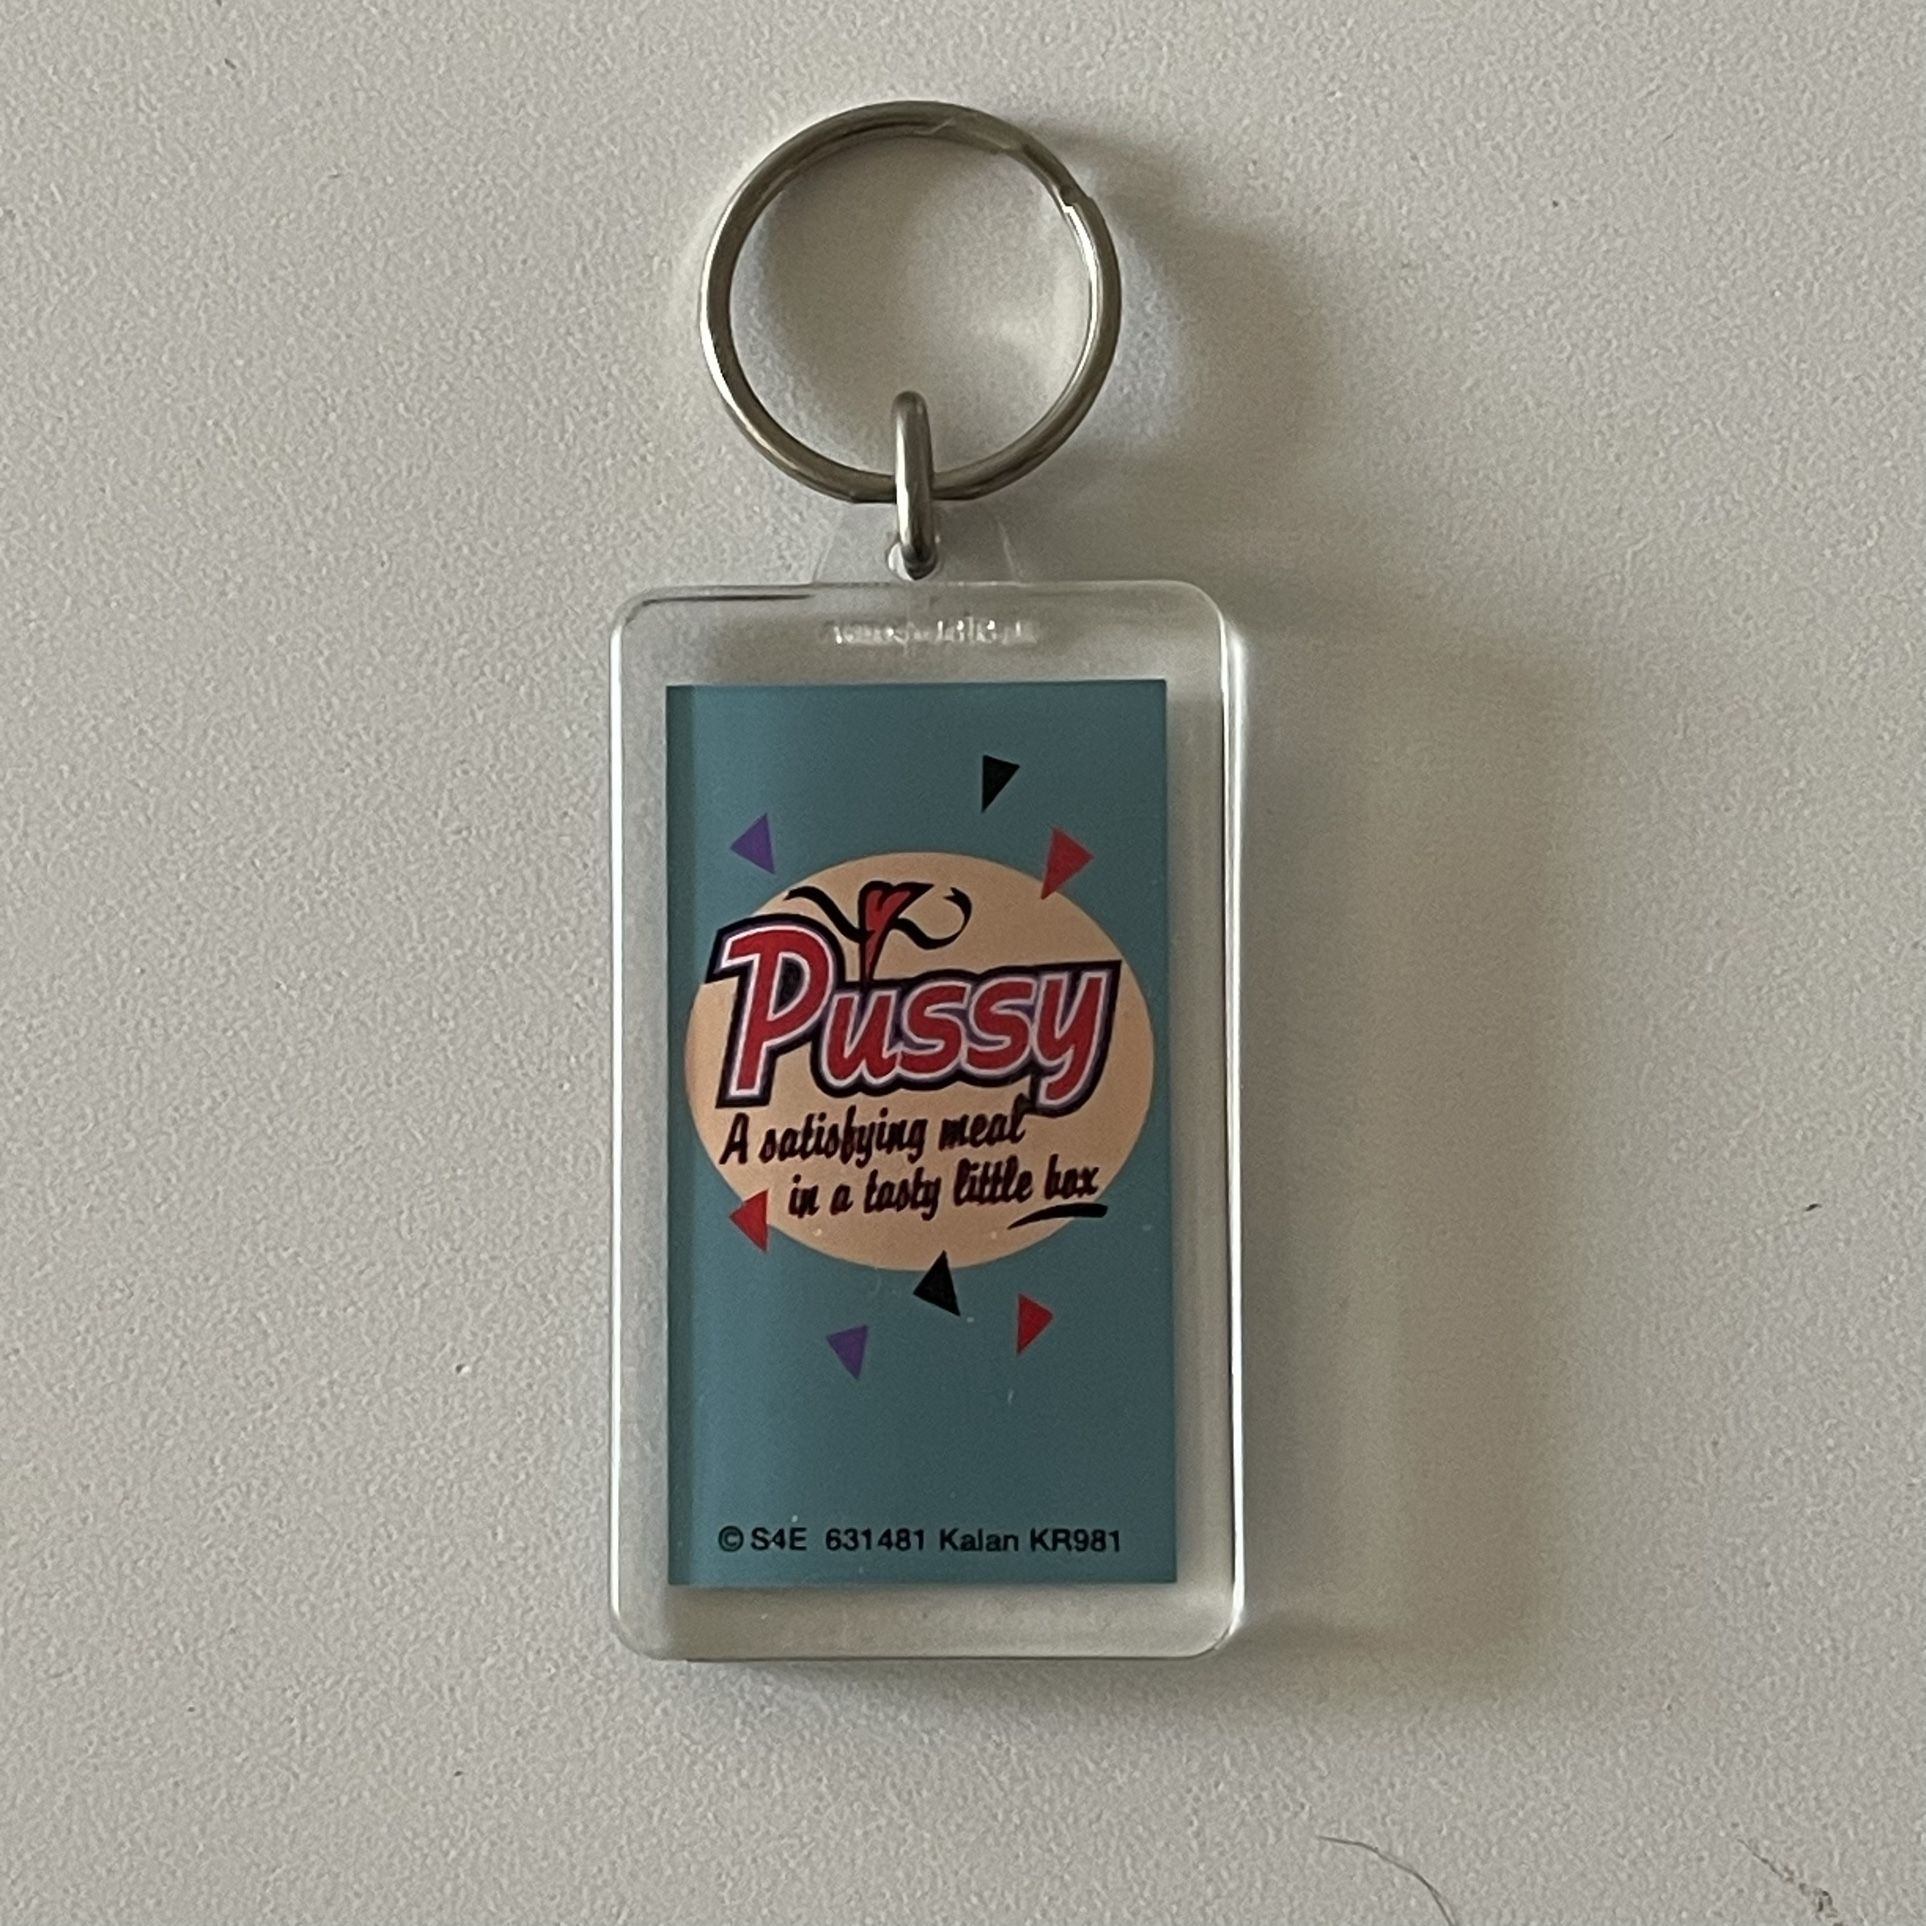 Pussy
A satisfying meal
in a tasty little box
© S4E 631481 Kalan KR981